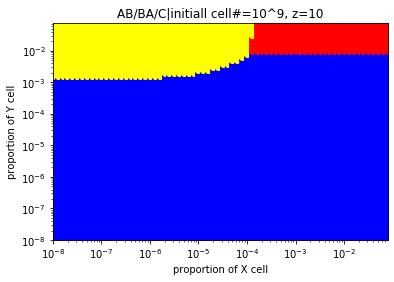 AB/BA/C|initiall cell#=10^9, z=10
proportion of Y cell
10⁻²
10⁻³
10⁻⁴
10⁻⁵
10⁻⁶
10⁻⁷
10⁻⁸
10⁻⁸ 10⁻⁷ 10⁻⁶ 10⁻⁵ 10⁻⁴ 10⁻³ 10⁻²
proportion of X cell